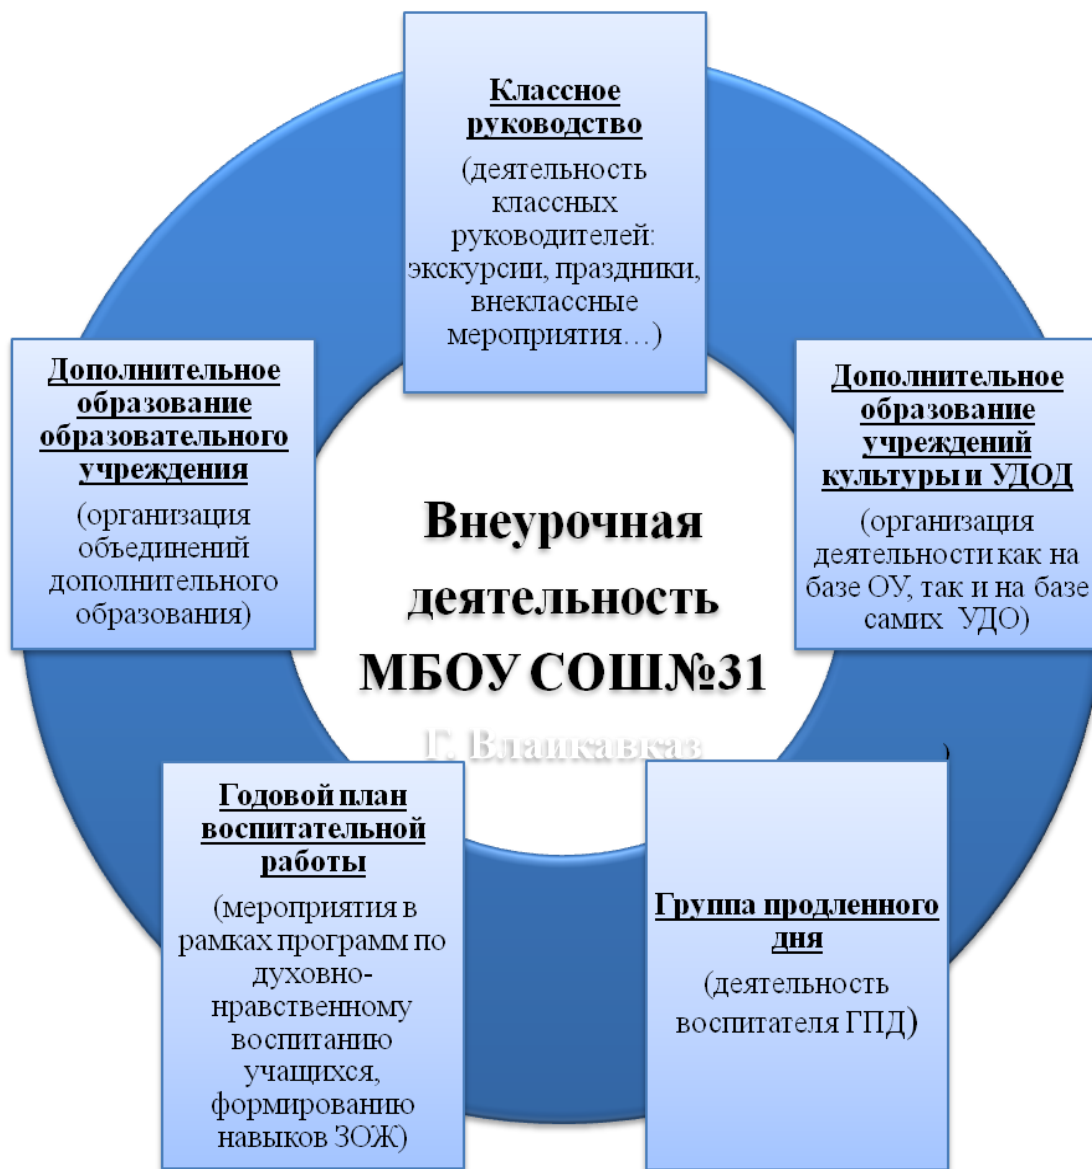 Классное
руководство
(деятельность
классных
руководителей:
экскурсии, праздники,
внеклассные
мероприятия…)
Дополнительное
образование
образовательного
учреждения
(организация
объединений
дополнительного
образования)
Дополнительное
образование
учреждений
культуры и УДОД
(организация
деятельности как на
базе ОУ, так и на базе
самих УДО)
Внеурочная
деятельность
МБОУ СОШ№31
Г. Влаикавказ
)
Годовой план
воспитательной
работы
(мероприятия в
рамках программ по
духовно-
нравственному
воспитанию
учащихся,
формированию
навыков ЗОЖ)
Группа продленного
дня
(деятельность
воспитателя ГПД)